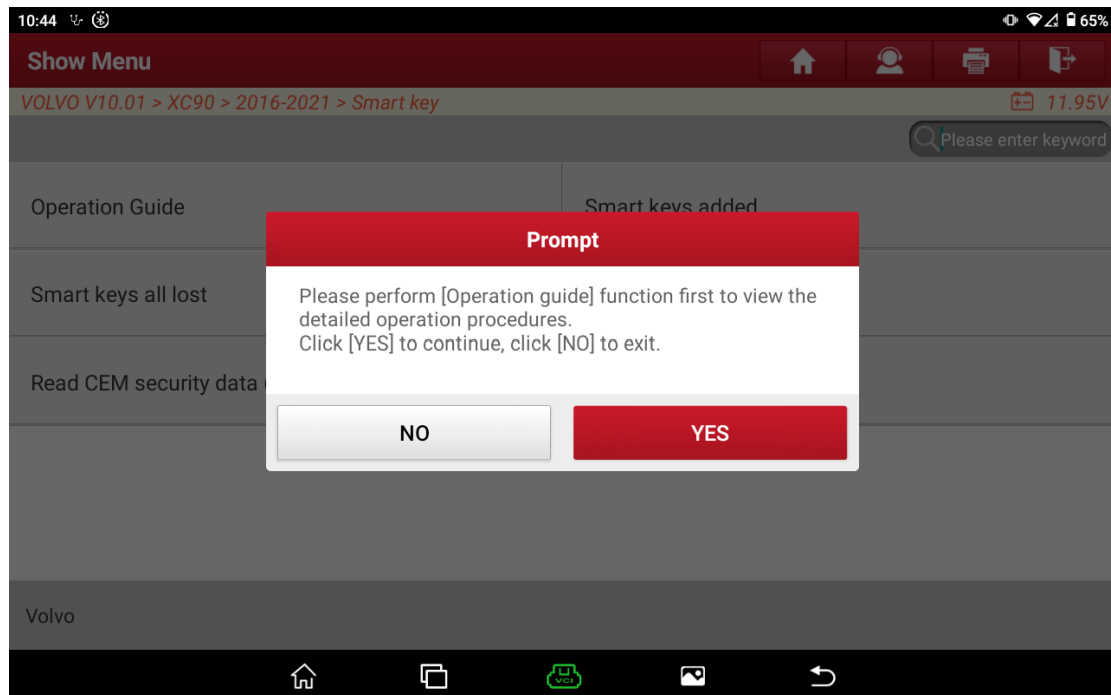 10:44
65%
Show Menu
VOLVO V10.01 > XC90 > 2016-2021 > Smart key
11.95V
Please enter keyword
Operation Guide
Smart keys added
Prompt
Smart keys all lost
Please perform [Operation guide] function first to view the
detailed operation procedures.
Click [YES] to continue, click [NO] to exit.
Read CEM security data
NO
YES
Volvo
VCI